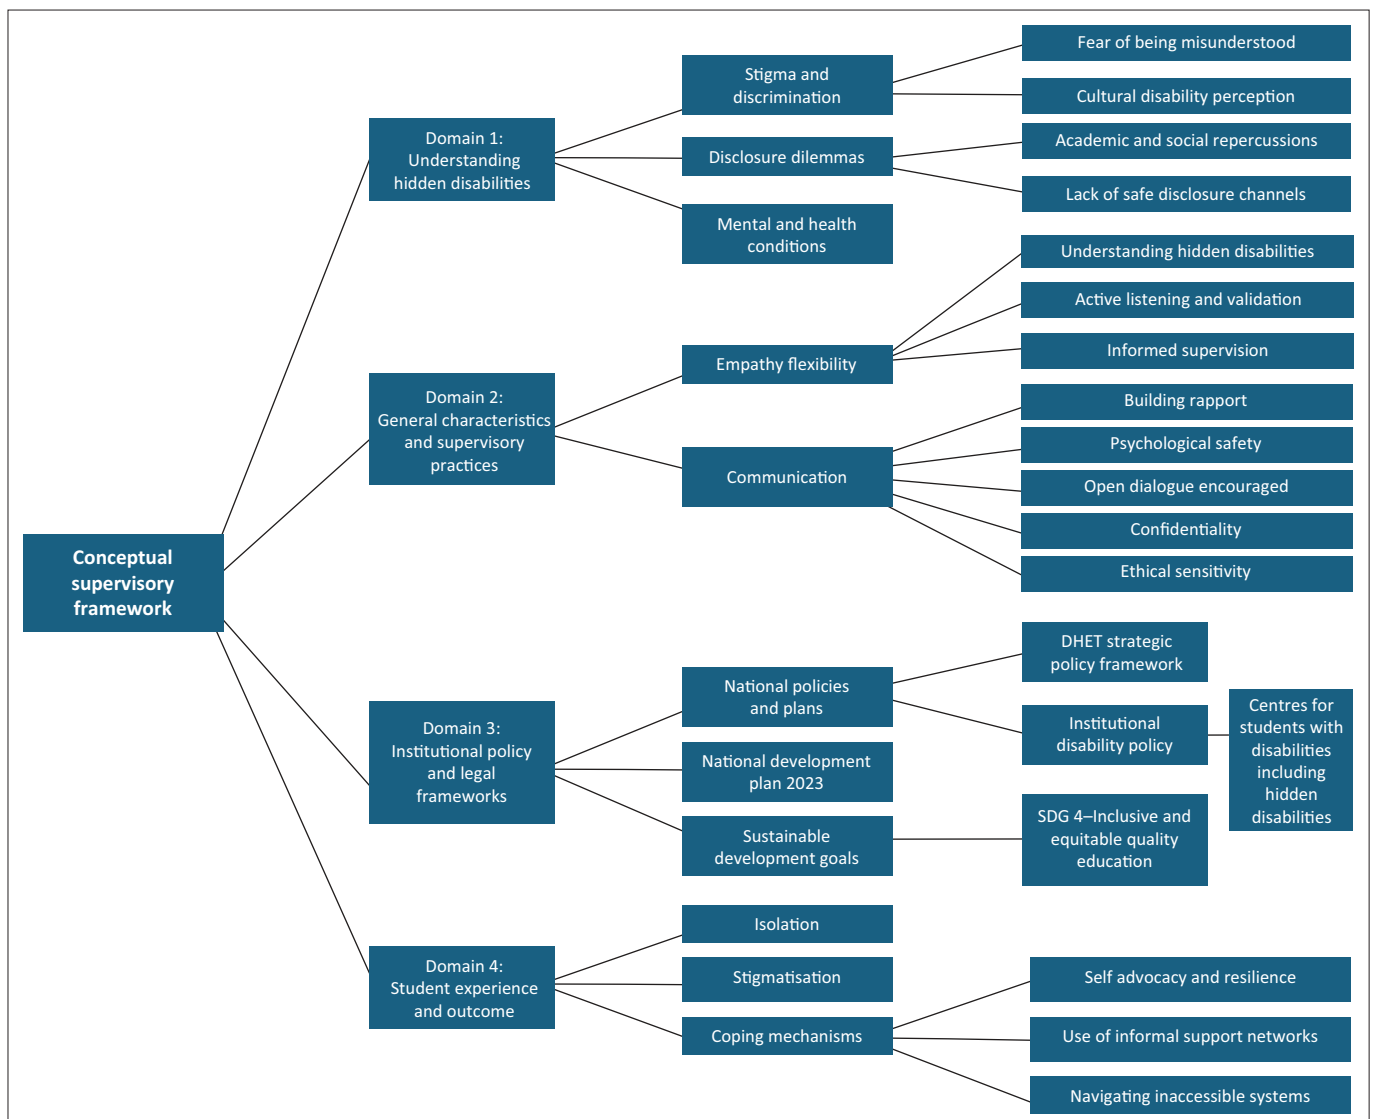 Conceptual
supervisory
framework
Domain 1:
Understanding
hidden disabilities
Stigma and
discrimination
Fear of being misunderstood
Cultural disability perception
Disclosure dilemmas
Academic and social repercussions
Lack of safe disclosure channels
Mental and health
conditions
Domain 2:
General characteristics
and supervisory
practices
Empathy flexibility
Understanding hidden disabilities
Active listening and validation
Informed supervision
Communication
Building rapport
Psychological safety
Open dialogue encouraged
Confidentiality
Ethical sensitivity
Domain 3:
Institutional policy
and legal
frameworks
National policies
and plans
DHET strategic
policy framework
Institutional
disability policy
Centres for
students with
disabilities
including
hidden
disabilities
National development
plan 2023
Sustainable
development goals
SDG 4–Inclusive and
equitable quality
education
Domain 4:
Student experience
and outcome
Isolation
Stigmatisation
Coping mechanisms
Self advocacy and resilience
Use of informal support networks
Navigating inaccessible systems